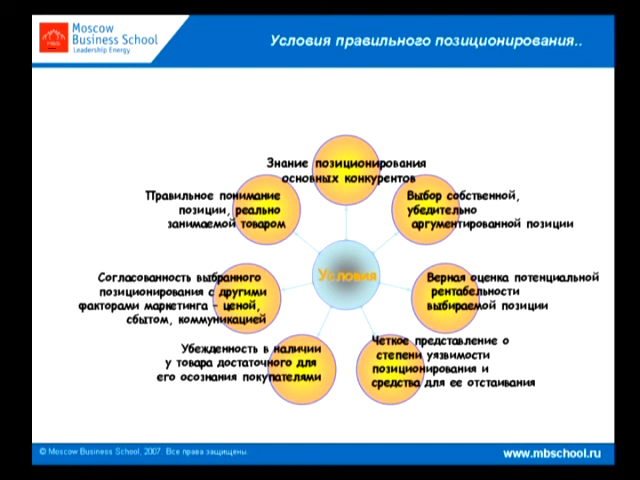 Moscow
Business School
Leadership Energy
Условия правильного позиционирования..
Знание позиционирования
основных конкурентов
Выбор собственной,
убедительно
аргументированной позиции
Верная оценка потенциальной
рентабельности
выбираемой позиции
Четкое представление о
степени уязвимости
позиционирования и
средства для ее отстаивания
Убежденность в наличии
у товара достаточного для
его осознания покупателями
Согласованность выбранного
позиционирования с другими
факторами маркетинга – ценой,
сбытом, коммуникацией
Правильное понимание
позиции, реально
занимаемой товаром
Условия
© Moscow Business School, 2007. Все права защищены.
www.mbschool.ru